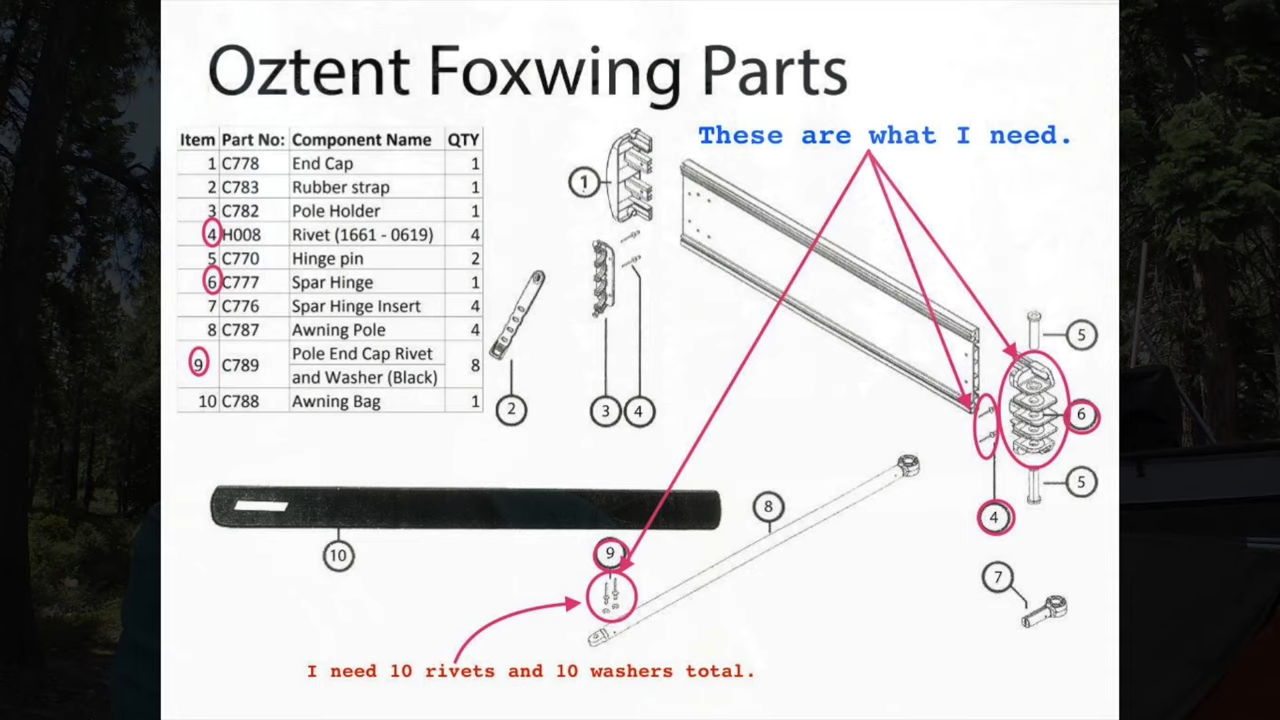 Oztent Foxwing Parts
These are what I need.
Item Part No: Component Name QTY
1 C778 End Cap 1
2 C783 Rubber strap 1
3 C782 Pole Holder 1
4 H008 Rivet (1661 - 0619) 4
5 C770 Hinge pin 2
6 C777 Spar Hinge 1
7 C776 Spar Hinge Insert 4
8 C787 Awning Pole 4
9 C789 Pole End Cap Rivet
and Washer (Black) 8
10 C788 Awning Bag 1
1
5
2
3
4
6
5
8
4
9
10
7
I need 10 rivets and 10 washers total.